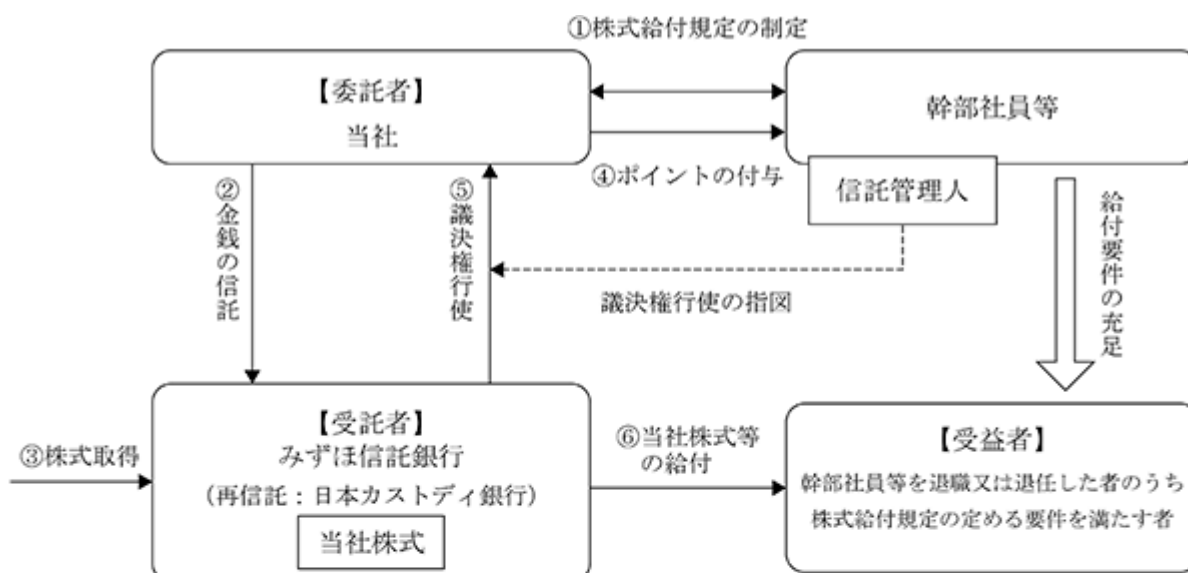 ①株式給付規定の制定
【委託者】
当社
幹部社員等
④ポイントの付与
信託管理人
②金銭の信託
⑤議決権行使
議決権行使の指図
給付要件の充足
③株式取得
【受託者】
みずほ信託銀行
(再信託：日本カストディ銀行)
当社株式
⑥当社株式等
の給付
【受益者】
幹部社員等を退職又は退任した者のうち
株式給付規定の定める要件を満たす者